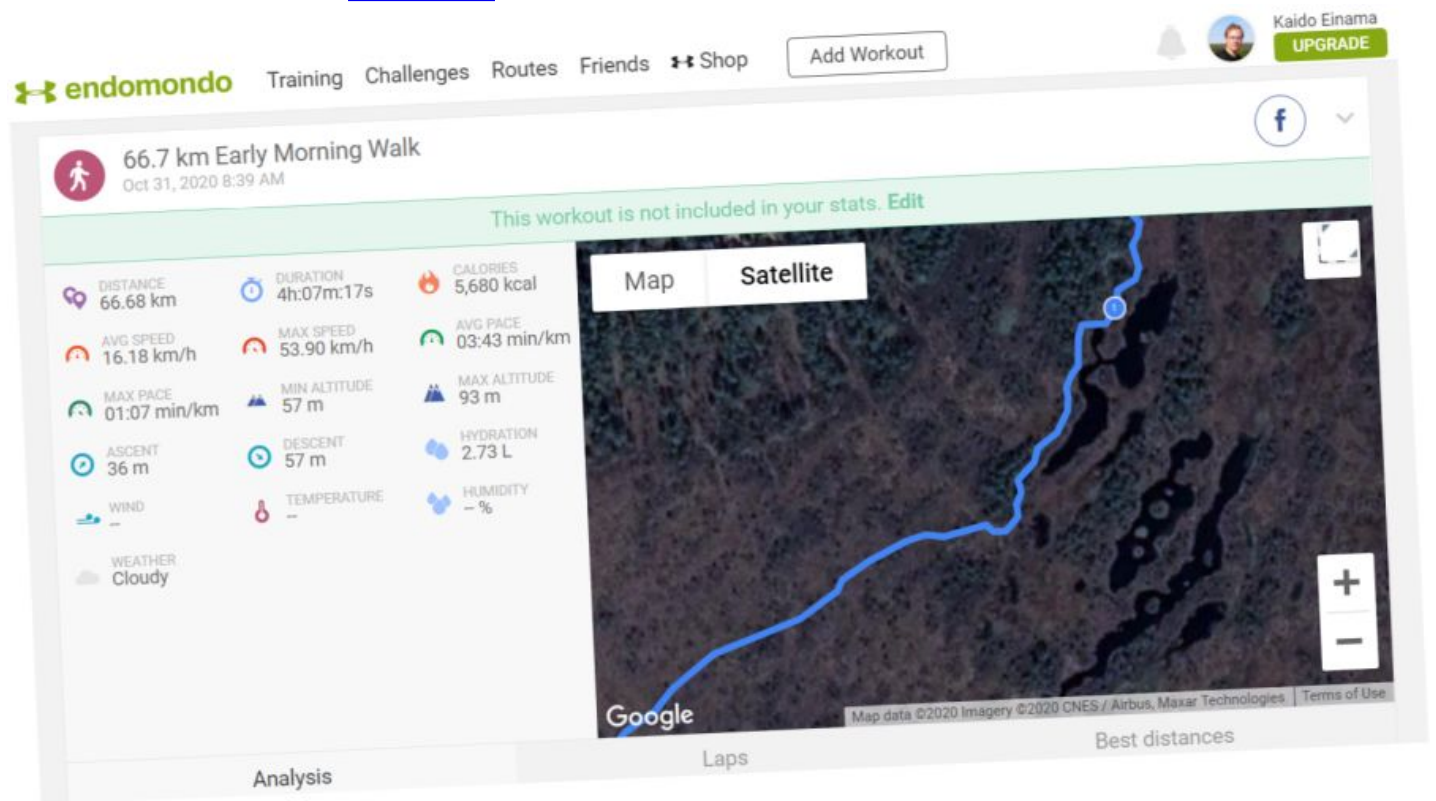 Kaido Einama
UPGRADE
endomondo Training Challenges Routes Friends Shop Add Workout
66.7 km Early Morning Walk
Oct 31, 2020 8:39 AM
f
This workout is not included in your stats. Edit
DISTANCE
66.68 km
DURATION
4h:07m:17s
CALORIES
5,680 kcal
AVG SPEED
16.18 km/h
MAX SPEED
53.90 km/h
AVG PACE
03:43 min/km
MAX PACE
01:07 min/km
MIN ALTITUDE
57 m
MAX ALTITUDE
93 m
ASCENT
36 m
DESCENT
57 m
HYDRATION
2.73 L
WIND
--
TEMPERATURE
--
HUMIDITY
-- %
WEATHER
Cloudy
Map Satellite
1
+
−
Google
Map data ©2020 Imagery ©2020 CNES / Airbus, Maxar Technologies Terms of Use
Analysis Laps Best distances